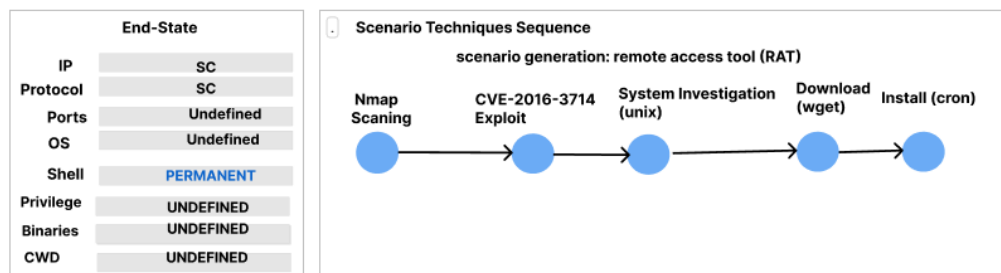 End-State
IP SC
Protocol SC
Ports Undefined
OS Undefined
Shell PERMANENT
Privilege UNDEFINED
Binaries UNDEFINED
CWD UNDEFINED
. Scenario Techniques Sequence
scenario generation: remote access tool (RAT)
Nmap
Scaning
CVE-2016-3714
Exploit
System Investigation
(unix)
Download
(wget)
Install (cron)